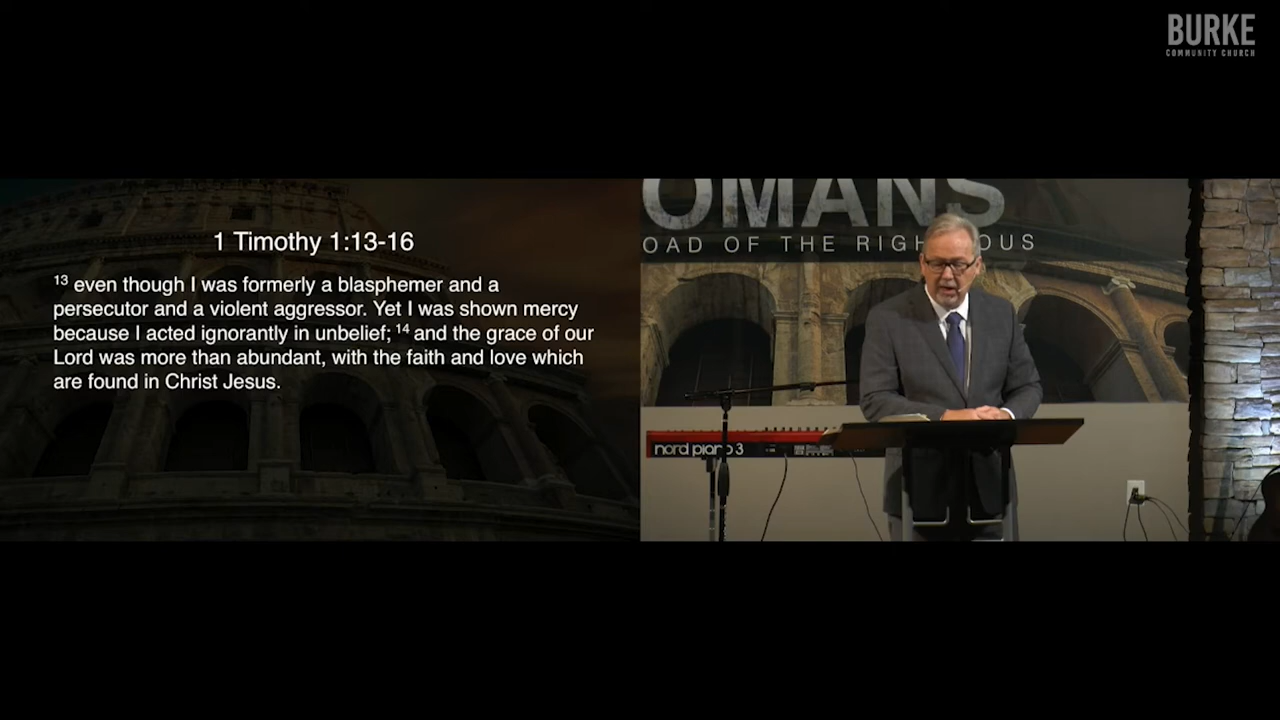 BURKE
COMMUNITY CHURCH
1 Timothy 1:13-16
13 even though I was formerly a blasphemer and a
persecutor and a violent aggressor. Yet I was shown mercy
because I acted ignorantly in unbelief; 14 and the grace of our
Lord was more than abundant, with the faith and love which
are found in Christ Jesus.
OMANS
OAD OF THE RIGH OUS
nord piano 3